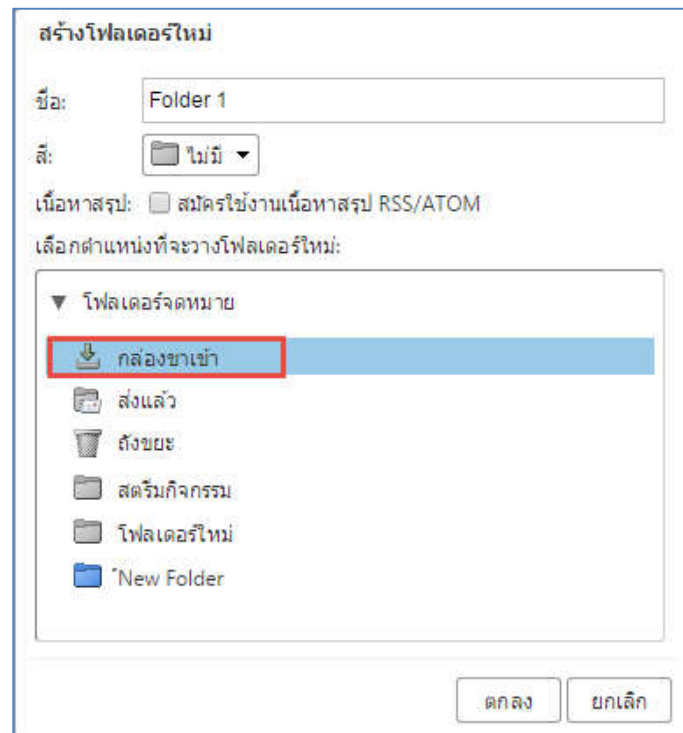 สร้างโฟลเดอร์ใหม่
ชื่อ: Folder 1
สี: ไม่มี
เนื้อหาสรุป: สมัครใช้งานเนื้อหาสรุป RSS/ATOM
เลือกตำแหน่งที่จะวางโฟลเดอร์ใหม่:
โฟลเดอร์จดหมาย
กล่องขาเข้า
ส่งแล้ว
ถังขยะ
สตรีมกิจกรรม
โฟลเดอร์ใหม่
์New Folder
ตกลง ยกเลิก